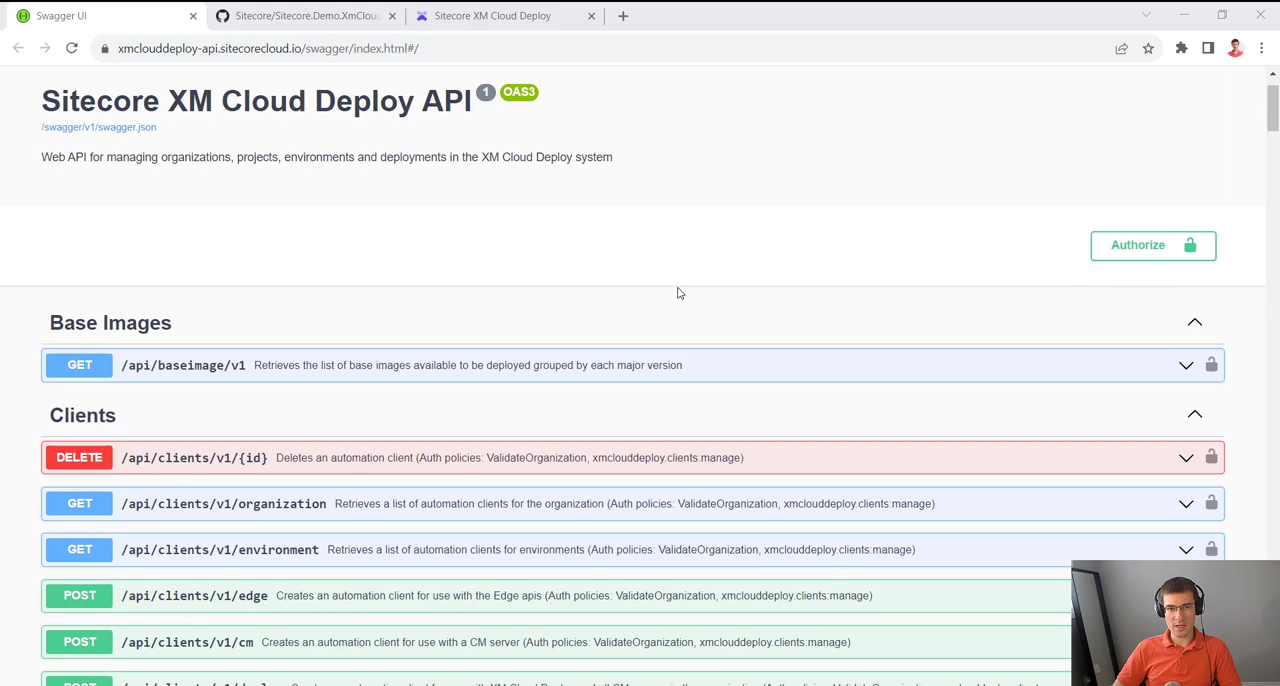 Swagger UI
Sitecore/Sitecore.Demo.XmClou
Sitecore XM Cloud Deploy
xmclouddeploy-api.sitecorecloud.io/swagger/index.html#/
Sitecore XM Cloud Deploy API 1 OAS3
/swagger/v1/swagger.json
Web API for managing organizations, projects, environments and deployments in the XM Cloud Deploy system
Authorize
Base Images
GET /api/baseimage/v1 Retrieves the list of base images available to be deployed grouped by each major version
Clients
DELETE /api/clients/v1/{id} Deletes an automation client (Auth policies: ValidateOrganization, xmclouddeploy.clients:manage)
GET /api/clients/v1/organization Retrieves a list of automation clients for the organization (Auth policies: ValidateOrganization, xmclouddeploy.clients:manage)
GET /api/clients/v1/environment Retrieves a list of automation clients for environments (Auth policies: ValidateOrganization, xmclouddeploy.clients:manage)
POST /api/clients/v1/edge Creates an automation client for use with the Edge apis (Auth policies: ValidateOrganization, xmclouddeploy.clients:manage)
POST /api/clients/v1/cm Creates an automation client for use with a CM server (Auth policies: ValidateOrganization, xmclouddeploy.clients:manage)